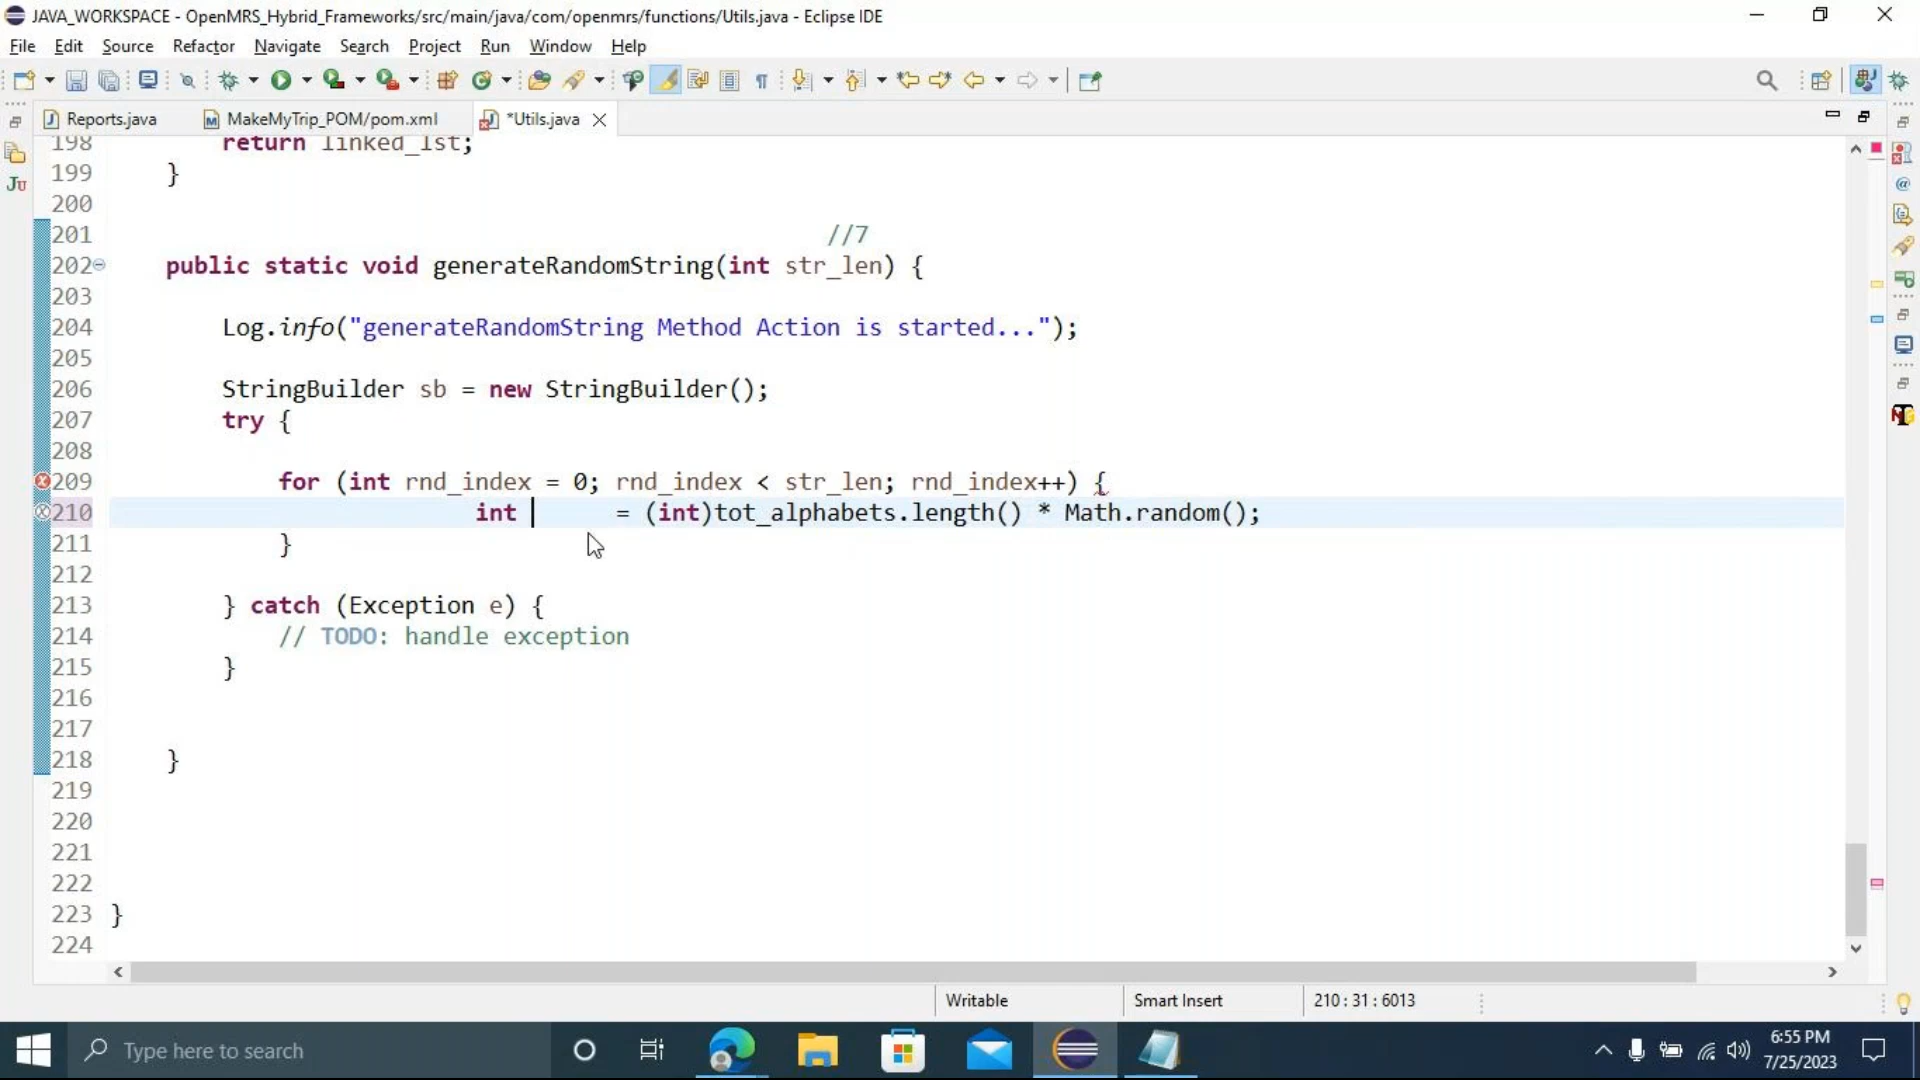 JAVA_WORKSPACE - OpenMRS_Hybrid_Frameworks/src/main/java/com/openmrs/functions/Utils.java - Eclipse IDE
File Edit Source Refactor Navigate Search Project Run Window Help
Reports.java MakeMyTrip_POM/pom.xml *Utils.java
198 return linked_lst;
199 }
200
201 //7
202 public static void generateRandomString(int str_len) {
203
204 Log.info("generateRandomString Method Action is started...");
205
206 StringBuilder sb = new StringBuilder();
207 try {
208
209 for (int rnd_index = 0; rnd_index < str_len; rnd_index++) {
210 int = (int)tot_alphabets.length() * Math.random();
211 }
212
213 } catch (Exception e) {
214 // TODO: handle exception
215 }
216
217
218 }
219
220
221
222
223 }
224
Writable Smart Insert 210 : 31 : 6013
Type here to search
6:55 PM
7/25/2023